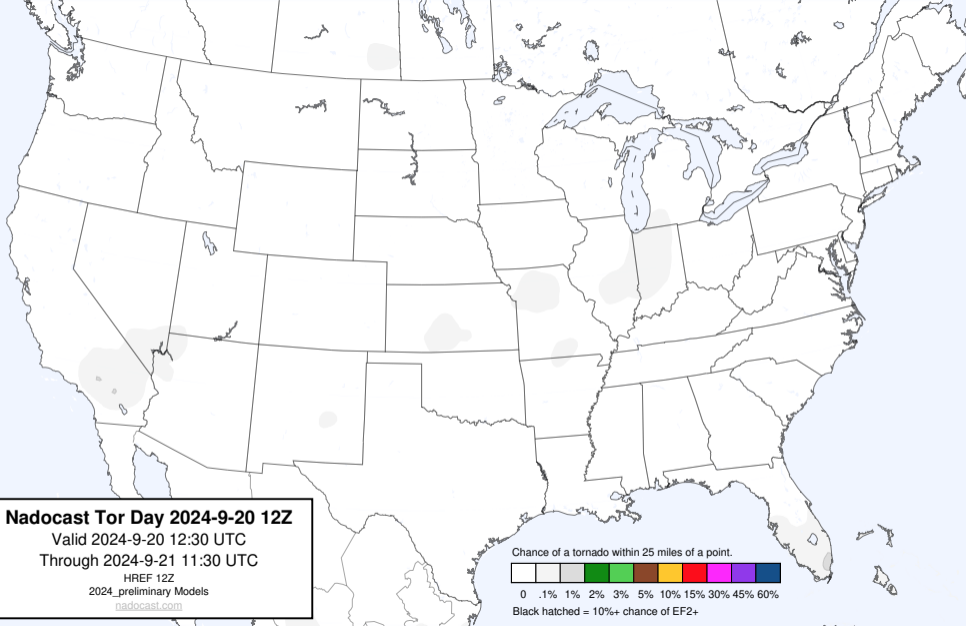 Nadocast Tor Day 2024-9-20 12Z
Valid 2024-9-20 12:30 UTC
Through 2024-9-21 11:30 UTC
HREF 12Z
2024_preliminary Models
nadocast.com
Chance of a tornado within 25 miles of a point.
0 .1% 1% 2% 3% 5% 10% 15% 30% 45% 60%
Black hatched = 10%+ chance of EF2+